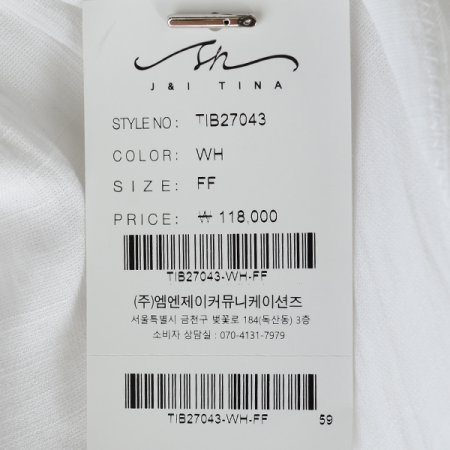 J & I TINA
STYLE NO : TIB27043
COLOR: WH
SIZE: FF
PRICE: ₩ 118,000
TIB27043-WH-FF
(주)엠엔제이커뮤니케이션즈
서울특별시 금천구 벚꽃로 184(독산동) 3층
소비자 상담실 : 070-4131-7979
TIB27043-WH-FF
59